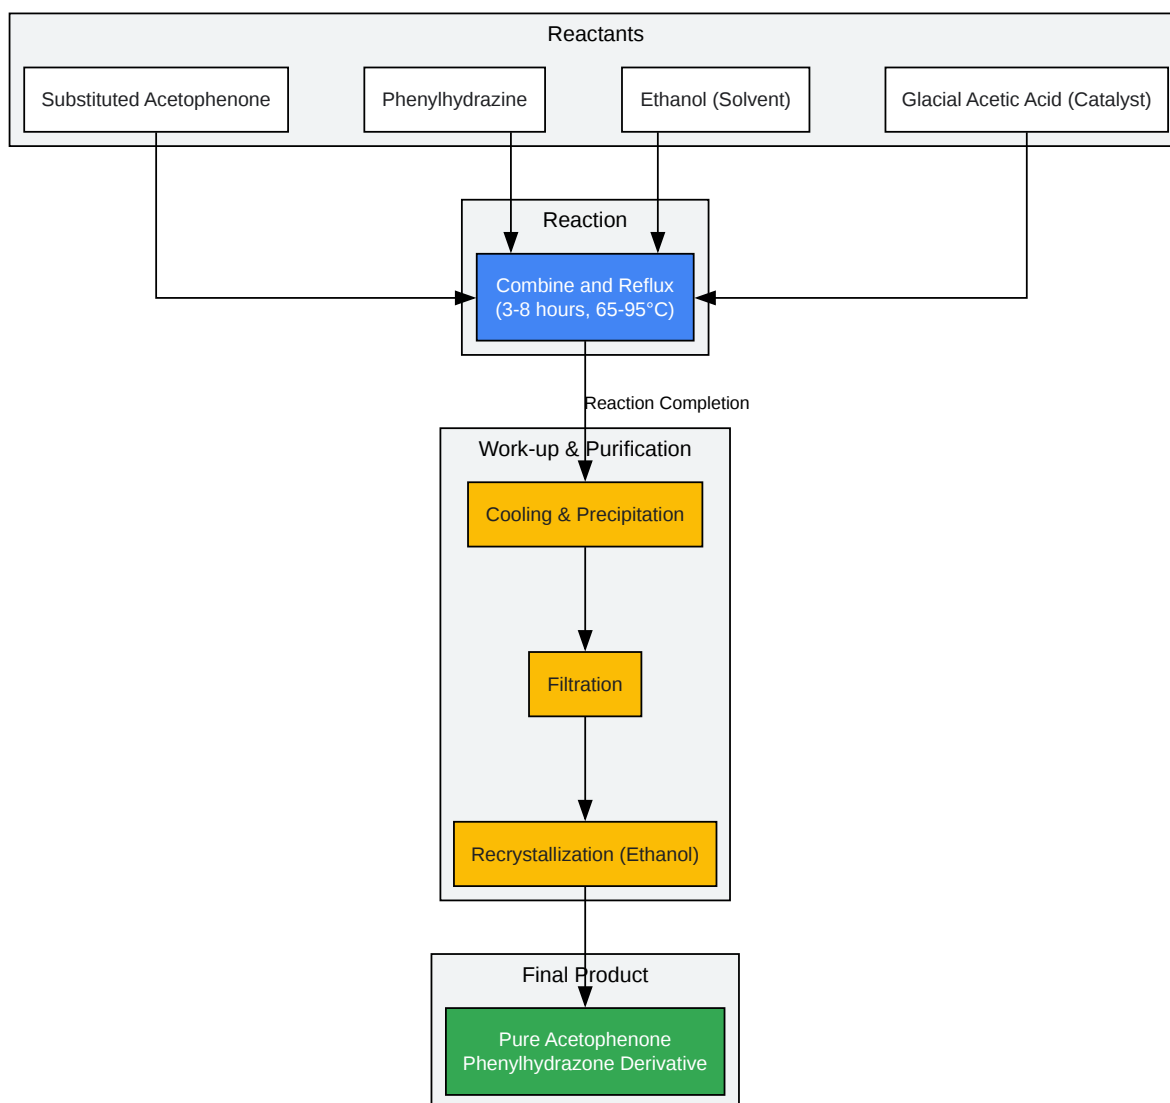 Reactants
Substituted Acetophenone
Phenylhydrazine
Ethanol (Solvent)
Glacial Acetic Acid (Catalyst)
Reaction
Combine and Reflux
(3-8 hours, 65-95°C)
Reaction Completion
Work-up & Purification
Cooling & Precipitation
Filtration
Recrystallization (Ethanol)
Final Product
Pure Acetophenone
Phenylhydrazone Derivative